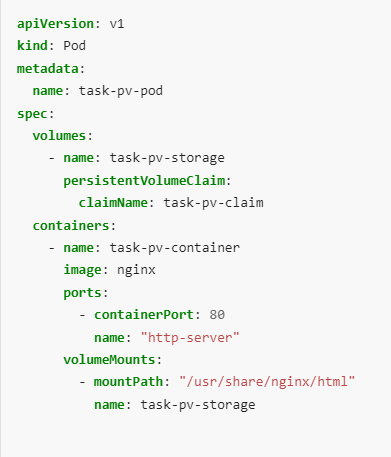 apiVersion: v1
kind: Pod
metadata:
  name: task-pv-pod
spec:
  volumes:
    - name: task-pv-storage
      persistentVolumeClaim:
        claimName: task-pv-claim
  containers:
    - name: task-pv-container
      image: nginx
      ports:
        - containerPort: 80
          name: "http-server"
      volumeMounts:
        - mountPath: "/usr/share/nginx/html"
          name: task-pv-storage